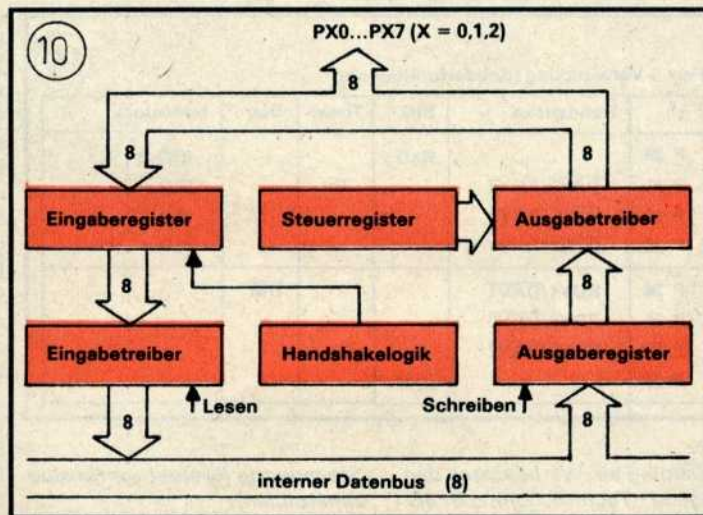 10
PX0...PX7 (X = 0,1,2)
8
8
8
8
Eingaberegister
Steuerregister
Ausgabetreiber
8
8
Eingabetreiber
Handshakelogik
Ausgaberegister
Lesen
Schreiben
8
8
interner Datenbus (8)